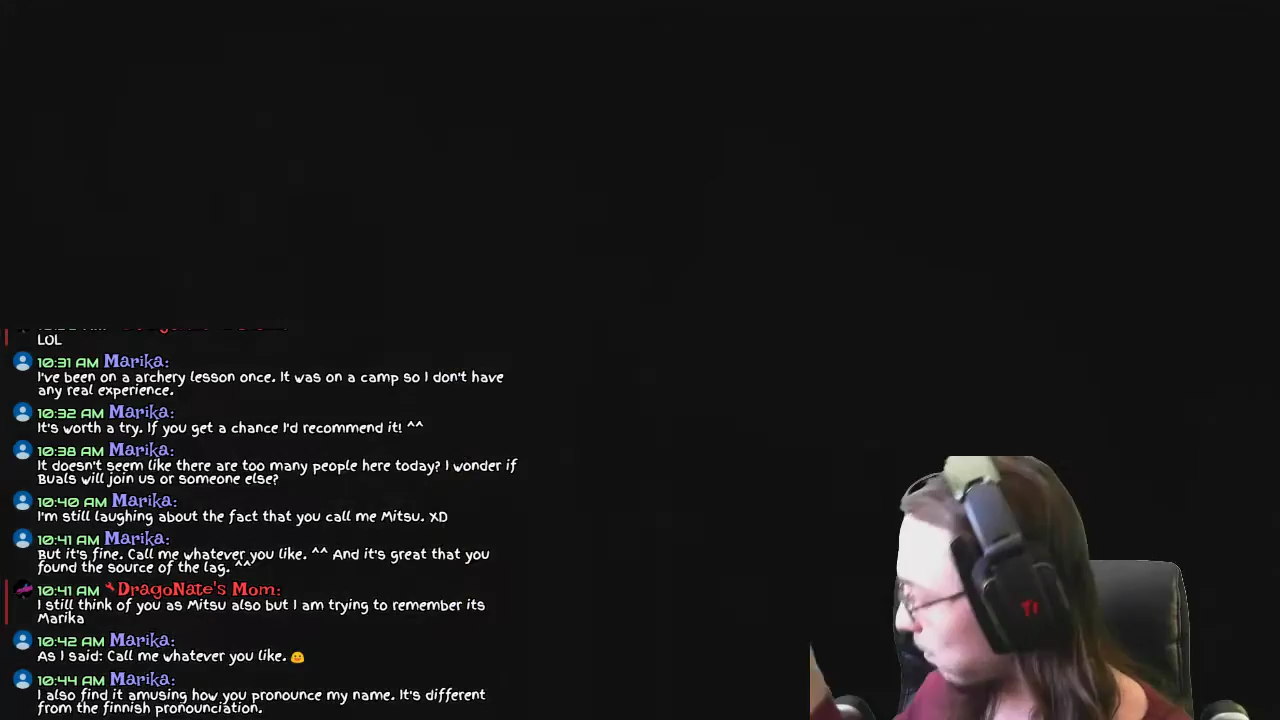 LOL
10:31 AM Marika:
I've been on a archery lesson once. It was on a camp so I don't have
any real experience.
10:32 AM Marika:
It's worth a try. If you get a chance I'd recommend it! ^^
10:38 AM Marika:
It doesn't seem like there are too many people here today? I wonder if
Buals will join us or someone else?
10:40 AM Marika:
I'm still laughing about the fact that you call me Mitsu. XD
10:41 AM Marika:
But it's fine. Call me whatever you like. ^^ And it's great that you
found the source of the lag. ^^
10:41 AM DragoNate's Mom:
I still think of you as Mitsu also but I am trying to remember its
Marika
10:42 AM Marika:
As I said: Call me whatever you like. 🤗
10:44 AM Marika:
I also find it amusing how you pronounce my name. It's different
from the finnish pronounciation.